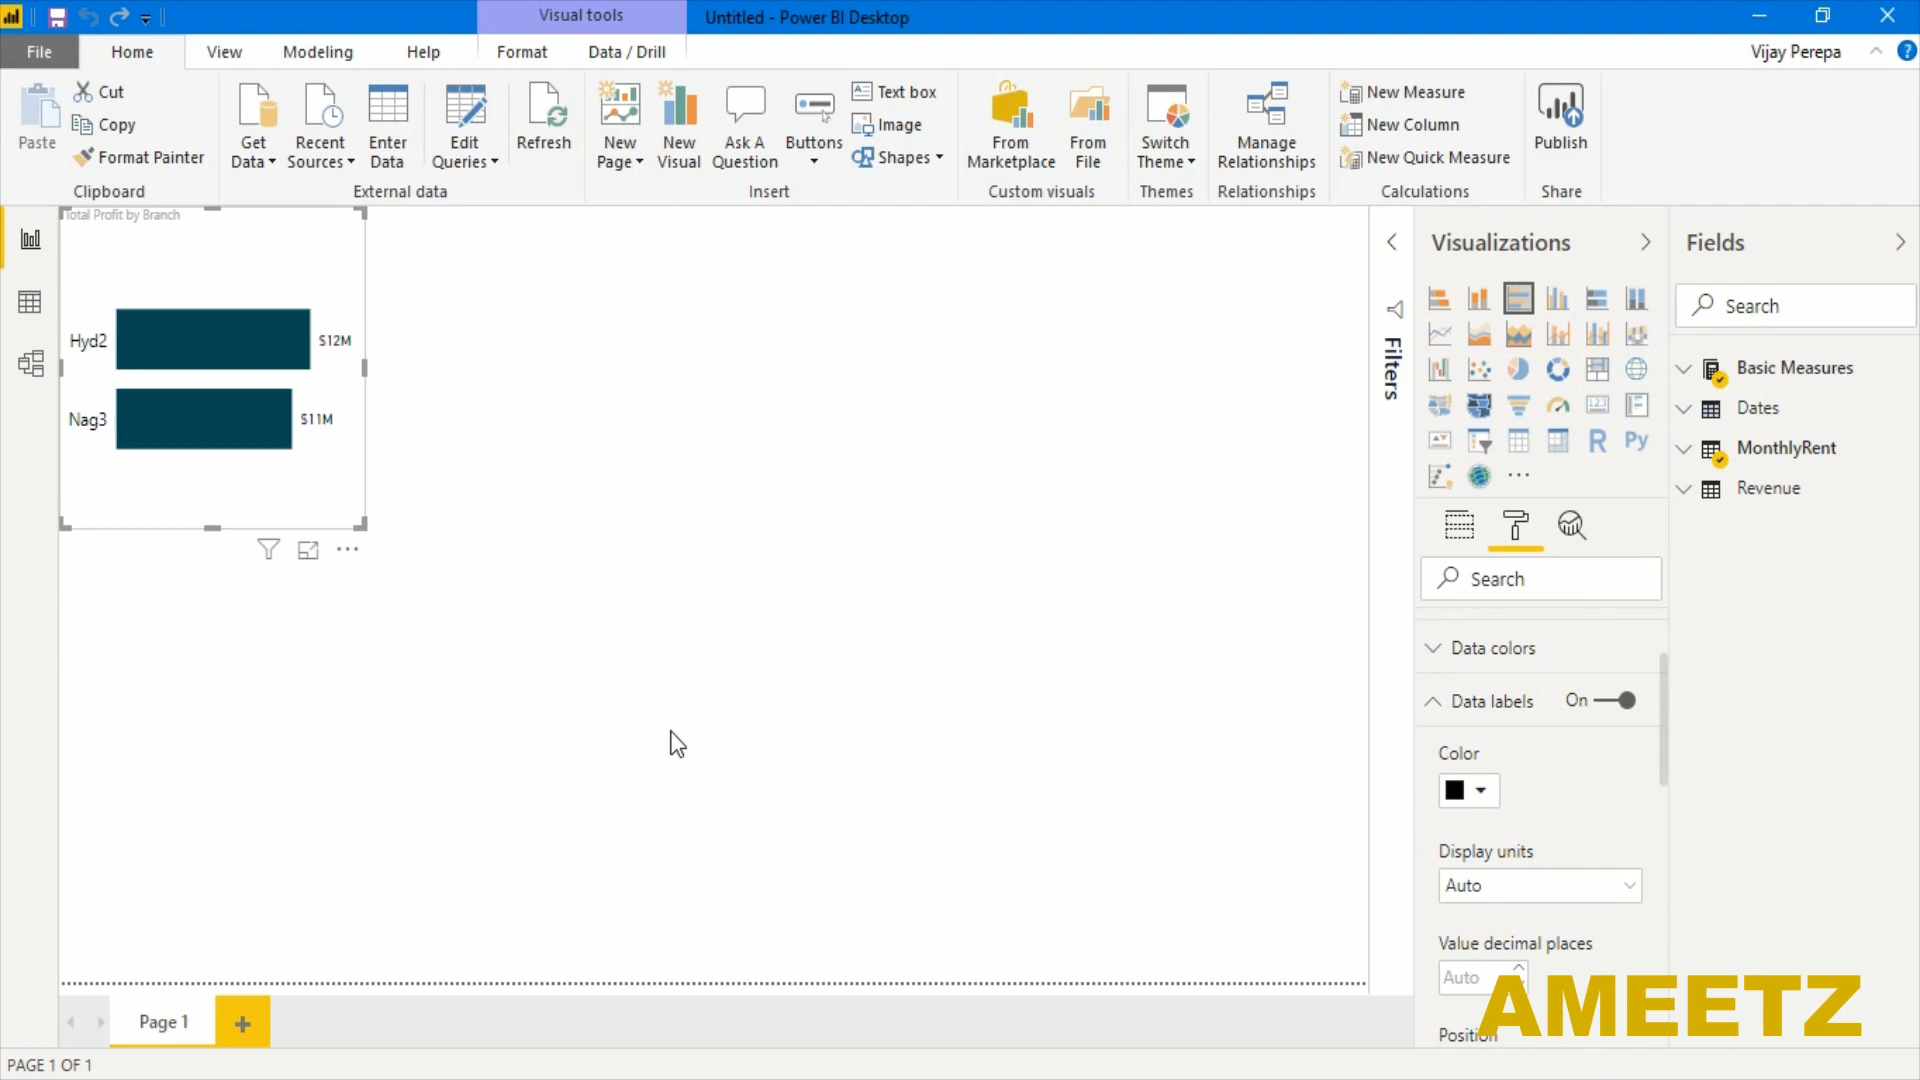 Visual tools
Untitled - Power BI Desktop
File
Home
View
Modeling
Help
Format
Data / Drill
Vijay Perepa
Paste
Cut
Copy
Format Painter
Clipboard
Get Data
Recent Sources
Enter Data
Edit Queries
Refresh
External data
New Page
New Visual
Ask A Question
Buttons
Text box
Image
Shapes
Insert
From Marketplace
From File
Custom visuals
Switch Theme
Themes
Manage Relationships
Relationships
New Measure
New Column
New Quick Measure
Calculations
Publish
Share
Total Profit by Branch
Hyd2 $12M
Nag3 $11M
Filters
Visualizations
123
R
Py
Search
Data colors
Data labels On
Color
Display units
Auto
Value decimal places
Auto
Position
Fields
Search
Basic Measures
Dates
MonthlyRent
Revenue
AMEETZ
Page 1
PAGE 1 OF 1